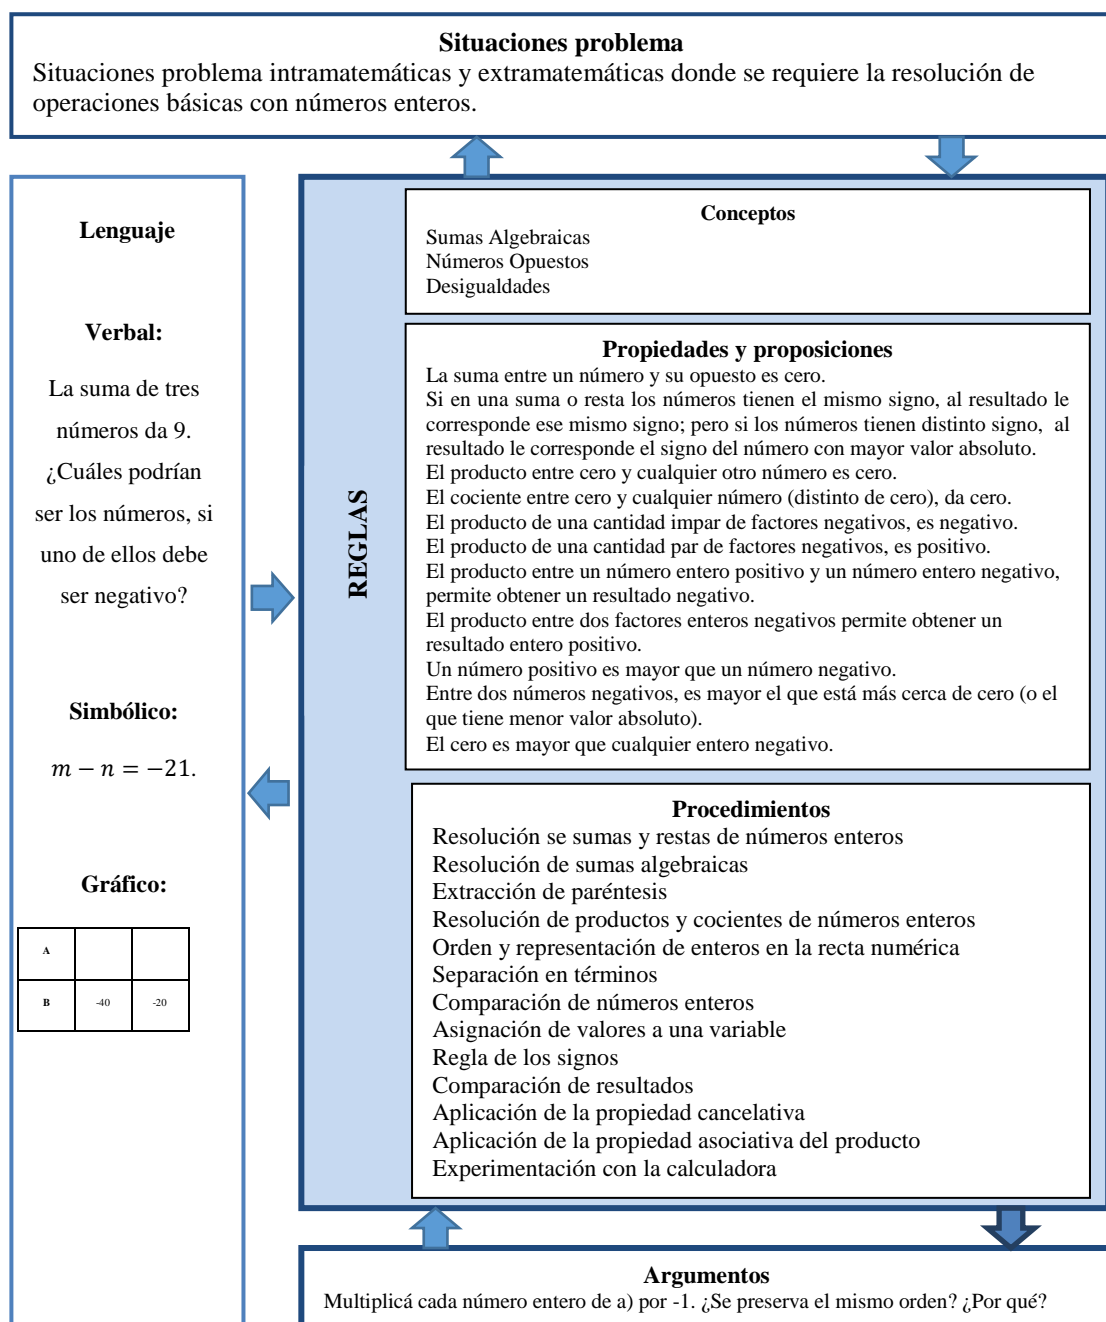 Situaciones problema
Situaciones problema intramatemáticas y extramatemáticas donde se requiere la resolución de
operaciones básicas con números enteros.
Lenguaje
Verbal:
La suma de tres
números da 9.
¿Cuáles podrían
ser los números, si
uno de ellos debe
ser negativo?
Simbólico:
m − n = −21.
Gráfico:
A
B -40 -20
REGLAS
Conceptos
Sumas Algebraicas
Números Opuestos
Desigualdades
Propiedades y proposiciones
La suma entre un número y su opuesto es cero.
Si en una suma o resta los números tienen el mismo signo, al resultado le
corresponde ese mismo signo; pero si los números tienen distinto signo, al
resultado le corresponde el signo del número con mayor valor absoluto.
El producto entre cero y cualquier otro número es cero.
El cociente entre cero y cualquier número (distinto de cero), da cero.
El producto de una cantidad impar de factores negativos, es negativo.
El producto de una cantidad par de factores negativos, es positivo.
El producto entre un número entero positivo y un número entero negativo,
permite obtener un resultado negativo.
El producto entre dos factores enteros negativos permite obtener un
resultado entero positivo.
Un número positivo es mayor que un número negativo.
Entre dos números negativos, es mayor el que está más cerca de cero (o el
que tiene menor valor absoluto).
El cero es mayor que cualquier entero negativo.
Procedimientos
Resolución se sumas y restas de números enteros
Resolución de sumas algebraicas
Extracción de paréntesis
Resolución de productos y cocientes de números enteros
Orden y representación de enteros en la recta numérica
Separación en términos
Comparación de números enteros
Asignación de valores a una variable
Regla de los signos
Comparación de resultados
Aplicación de la propiedad cancelativa
Aplicación de la propiedad asociativa del producto
Experimentación con la calculadora
Argumentos
Multiplicá cada número entero de a) por -1. ¿Se preserva el mismo orden? ¿Por qué?